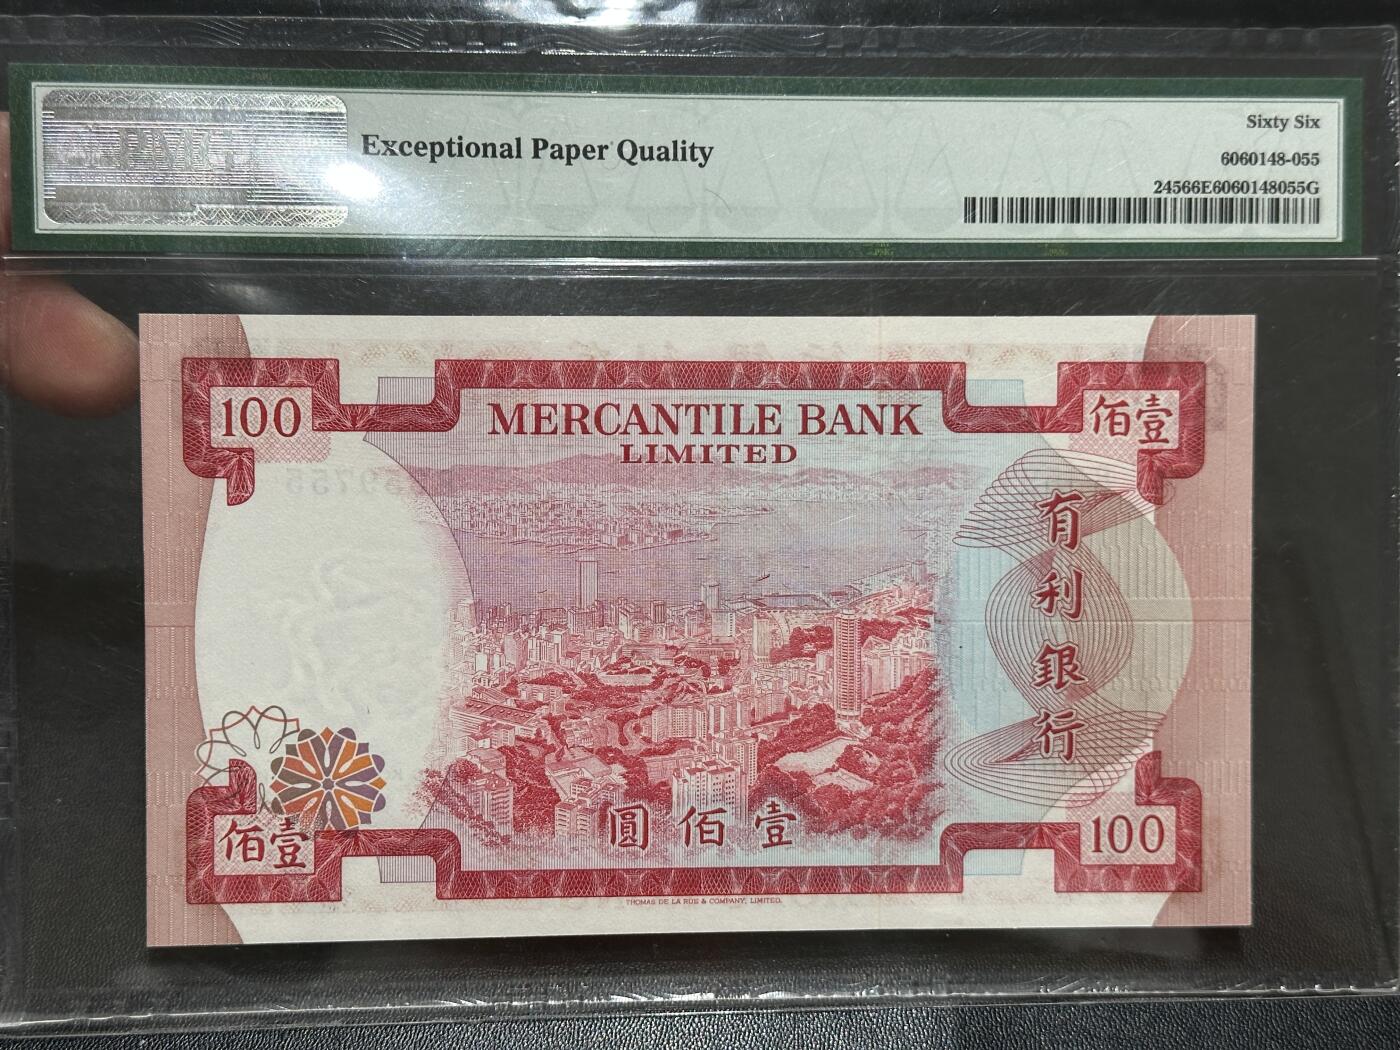 PMG
Exceptional Paper Quality
Sixty Six
6060148-055
24566E6060148055G
100
MERCANTILE BANK
LIMITED
佰壹
有利銀行
圓佰壹
佰壹
100
THOMAS DE LA RUE & COMPANY, LIMITED.